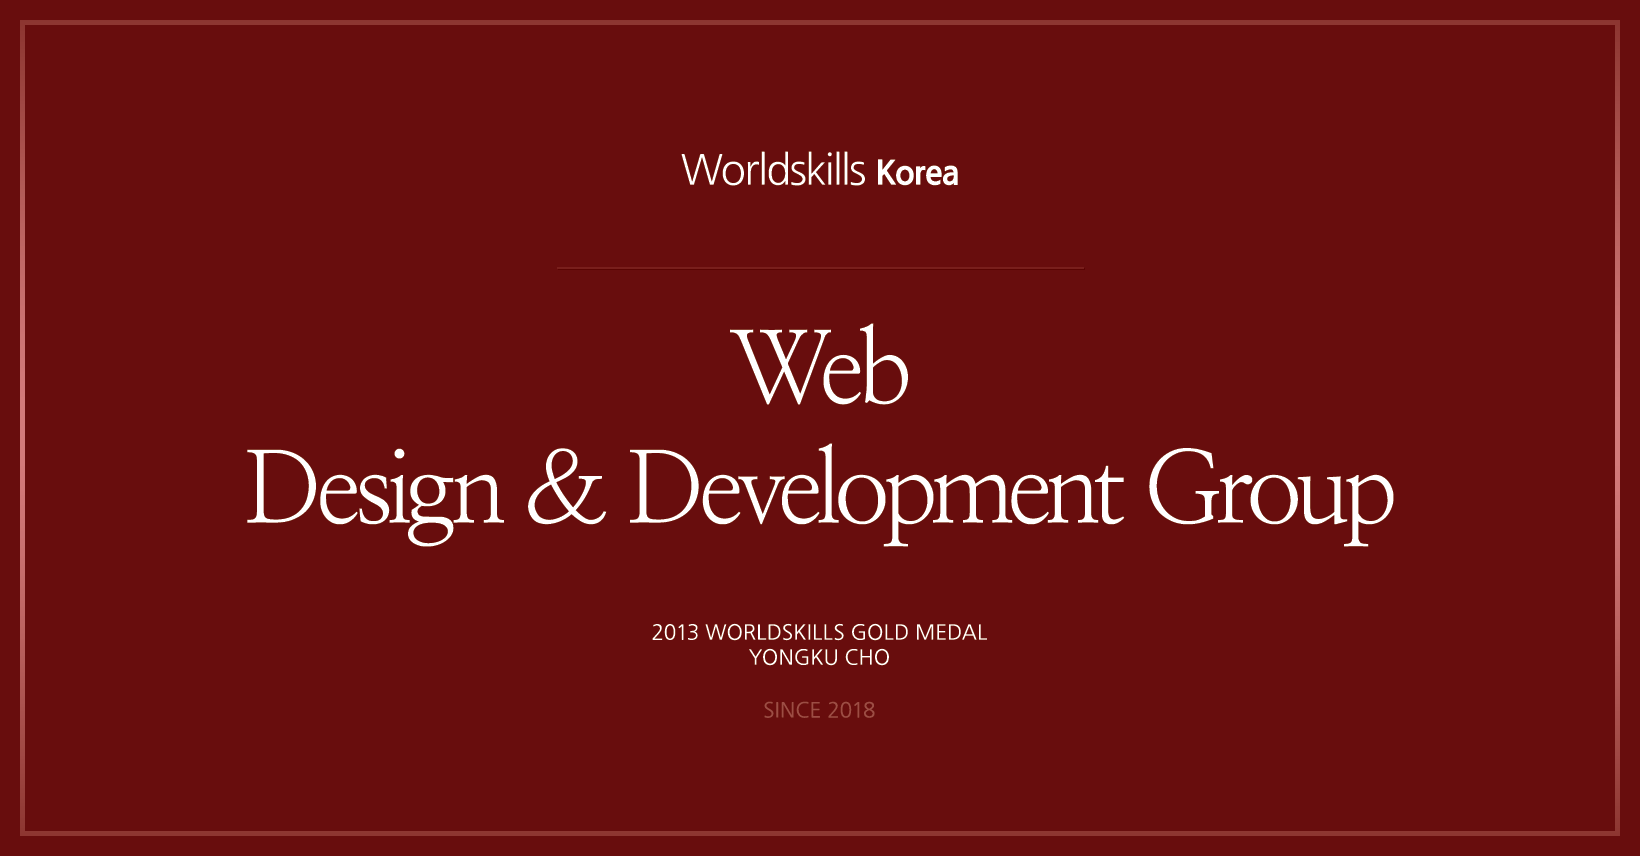 Worldskills Korea
Web
Design & Development Group
2013 WORLDSKILLS GOLD MEDAL
YONGKU CHO
SINCE 2018